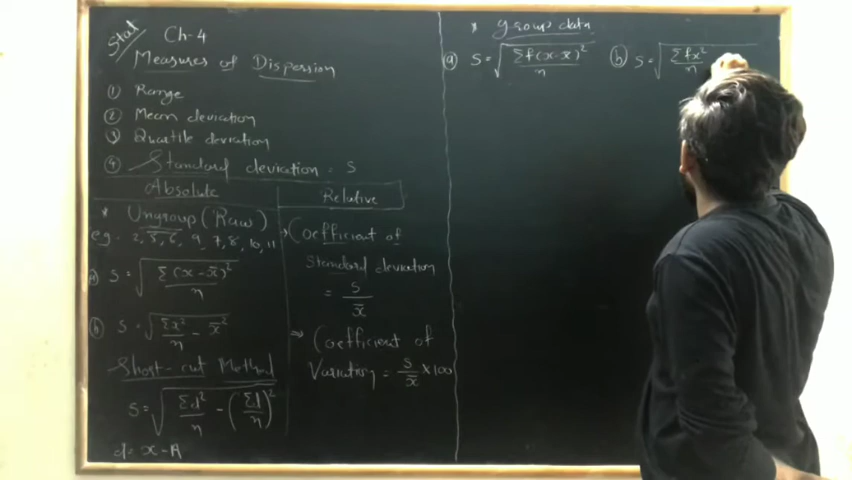 Stat
Ch-4
Measures of Dispersion
① Range
② Mean deviation
③ Quartile deviation
④ Standard deviation = S
Absolute
* Ungroup (Raw)
eg. 2, 5, 6, 9, 7, 8, 10, 11
a) S = √(Σ(x - x̄)² / n)
b) S = √(Σx²/n - x̄²)
Short-cut Method
S = √(Σd²/n - (Σd/n)²)
d = x - A
Relative
→ Coefficient of
Standard deviation
= S/x̄
⇒ Coefficient of
Variation = S/x̄ × 100
* group data
ⓐ S = √(Σf(x-x̄)² / n)
ⓑ S = √(Σfx²/n